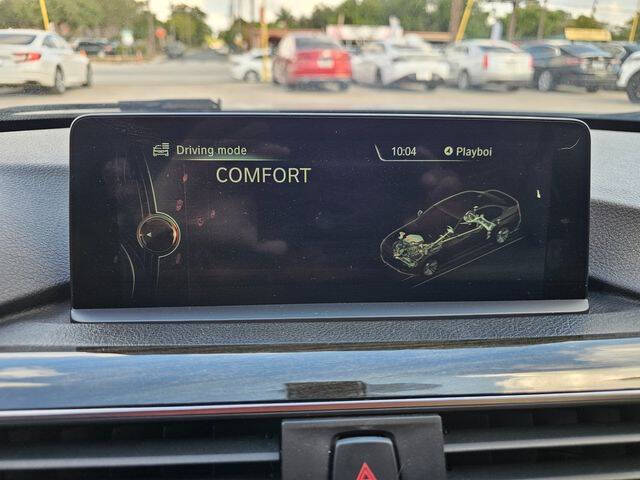 Driving mode 10:04 Playboi
COMFORT